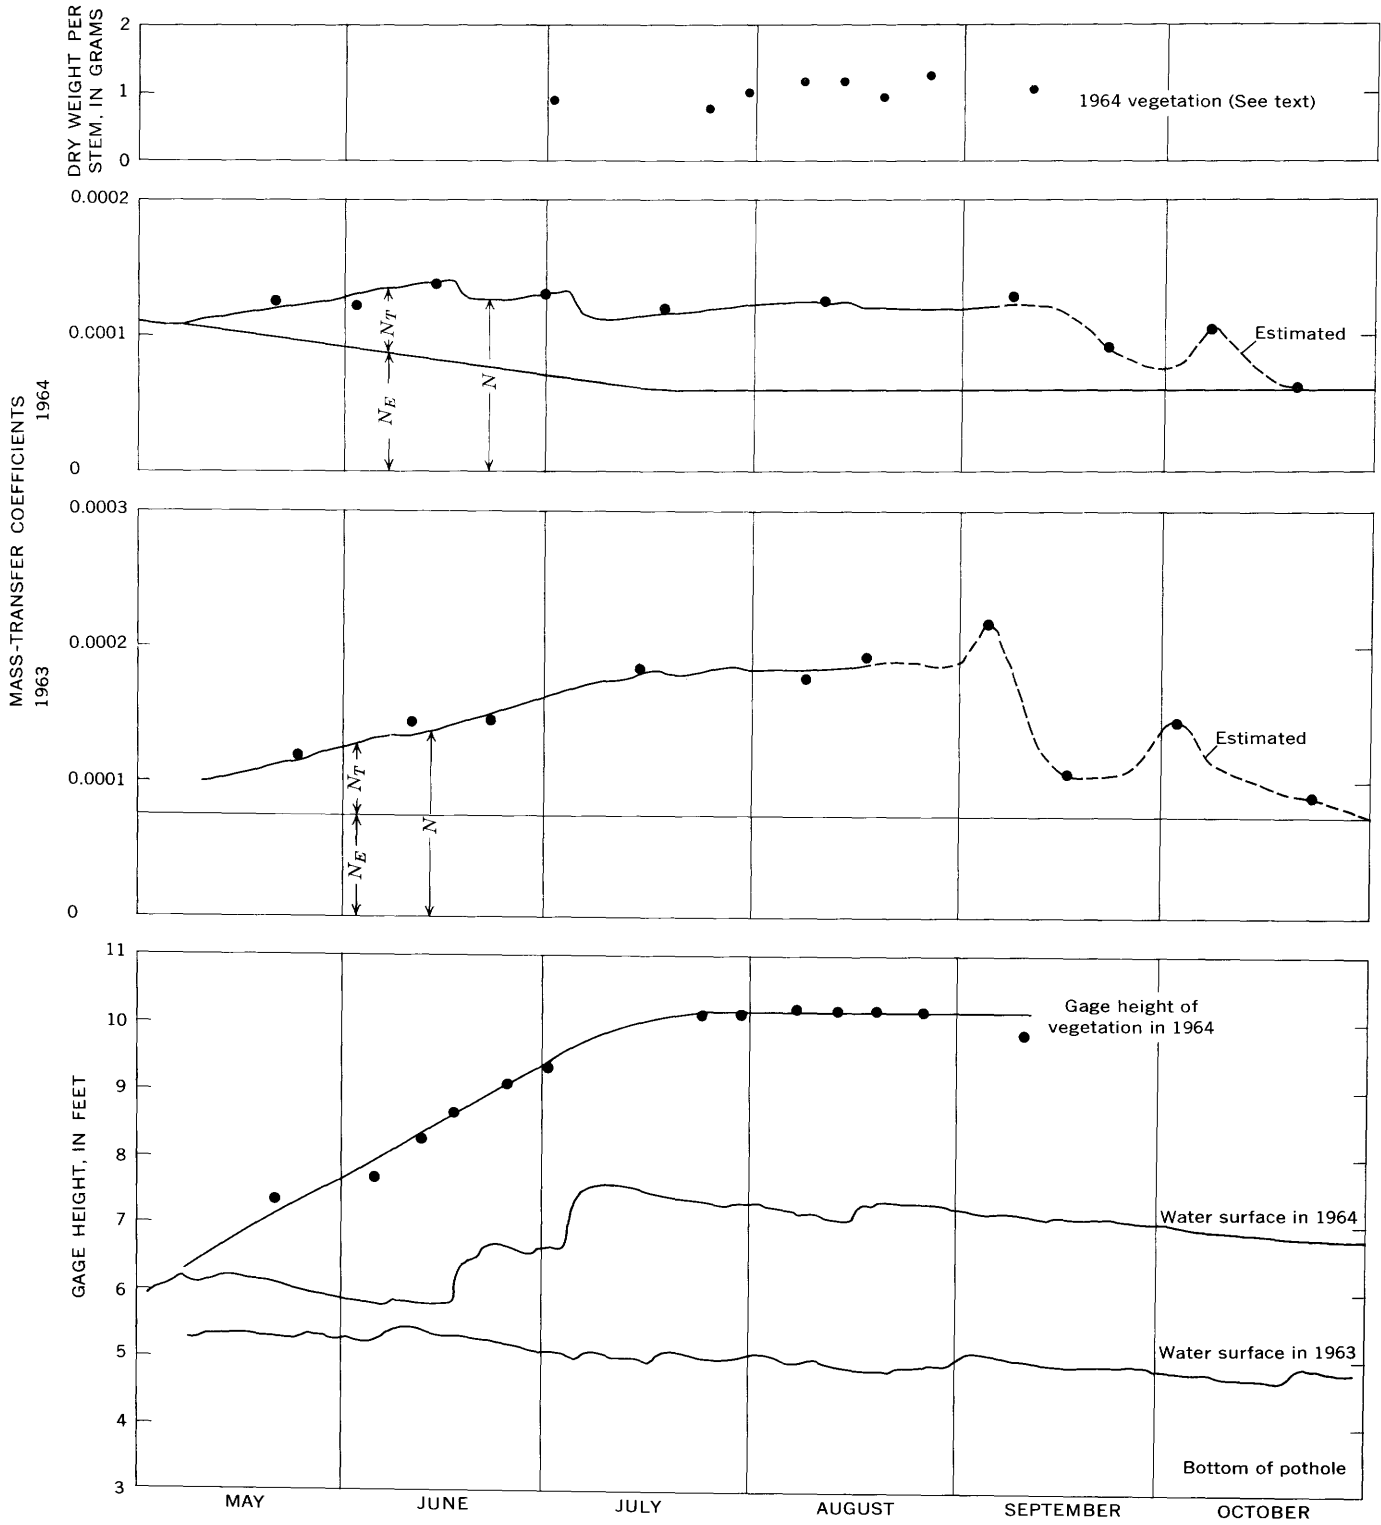 DRY WEIGHT PER
STEM, IN GRAMS
2
1
0
1964 vegetation (See text)
MASS-TRANSFER COEFFICIENTS
1964
0.0002
0.0001
0
N_T
N_E
N
Estimated
1963
0.0003
0.0002
0.0001
0
N_T
N_E
N
Estimated
GAGE HEIGHT, IN FEET
11
10
9
8
7
6
5
4
3
Gage height of
vegetation in 1964
Water surface in 1964
Water surface in 1963
Bottom of pothole
MAY
JUNE
JULY
AUGUST
SEPTEMBER
OCTOBER